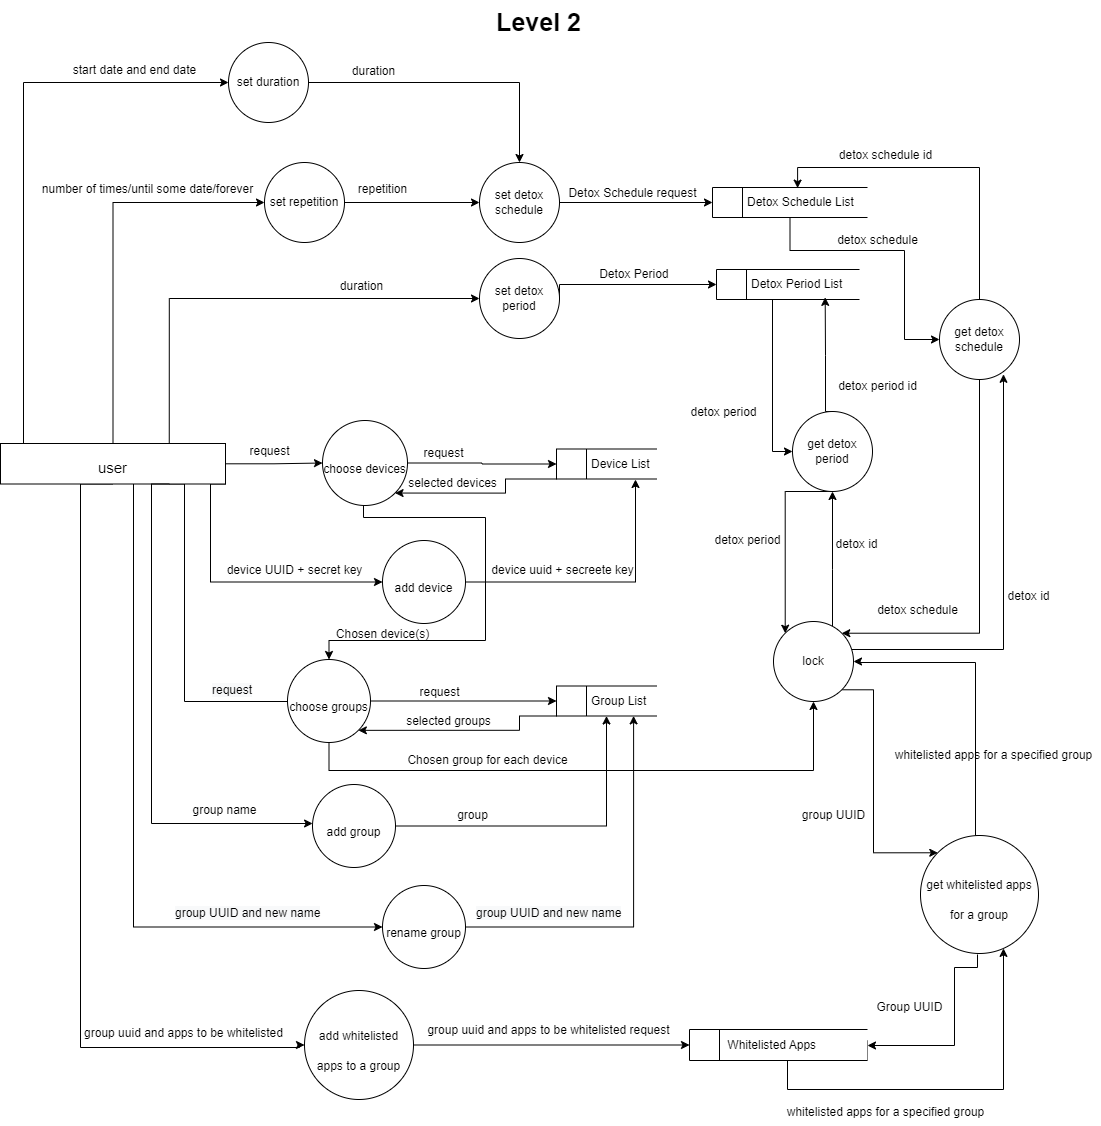 Level 2
start date and end date
set duration
duration
number of times/until some date/forever
set repetition
repetition
set detox
schedule
Detox Schedule request
Detox Schedule List
detox schedule id
detox schedule
duration
set detox
period
Detox Period
Detox Period List
get detox
schedule
detox period id
detox period
get detox
period
user
request
choose devices
request
Device List
selected devices
detox period
detox id
device UUID + secret key
add device
device uuid + secreete key
detox schedule
detox id
Chosen device(s)
lock
request
choose groups
request
Group List
selected groups
Chosen group for each device
whitelisted apps for a specified group
group name
add group
group
group UUID
get whitelisted apps
for a group
group UUID and new name
rename group
group UUID and new name
Group UUID
group uuid and apps to be whitelisted
add whitelisted
apps to a group
group uuid and apps to be whitelisted request
Whitelisted Apps
whitelisted apps for a specified group